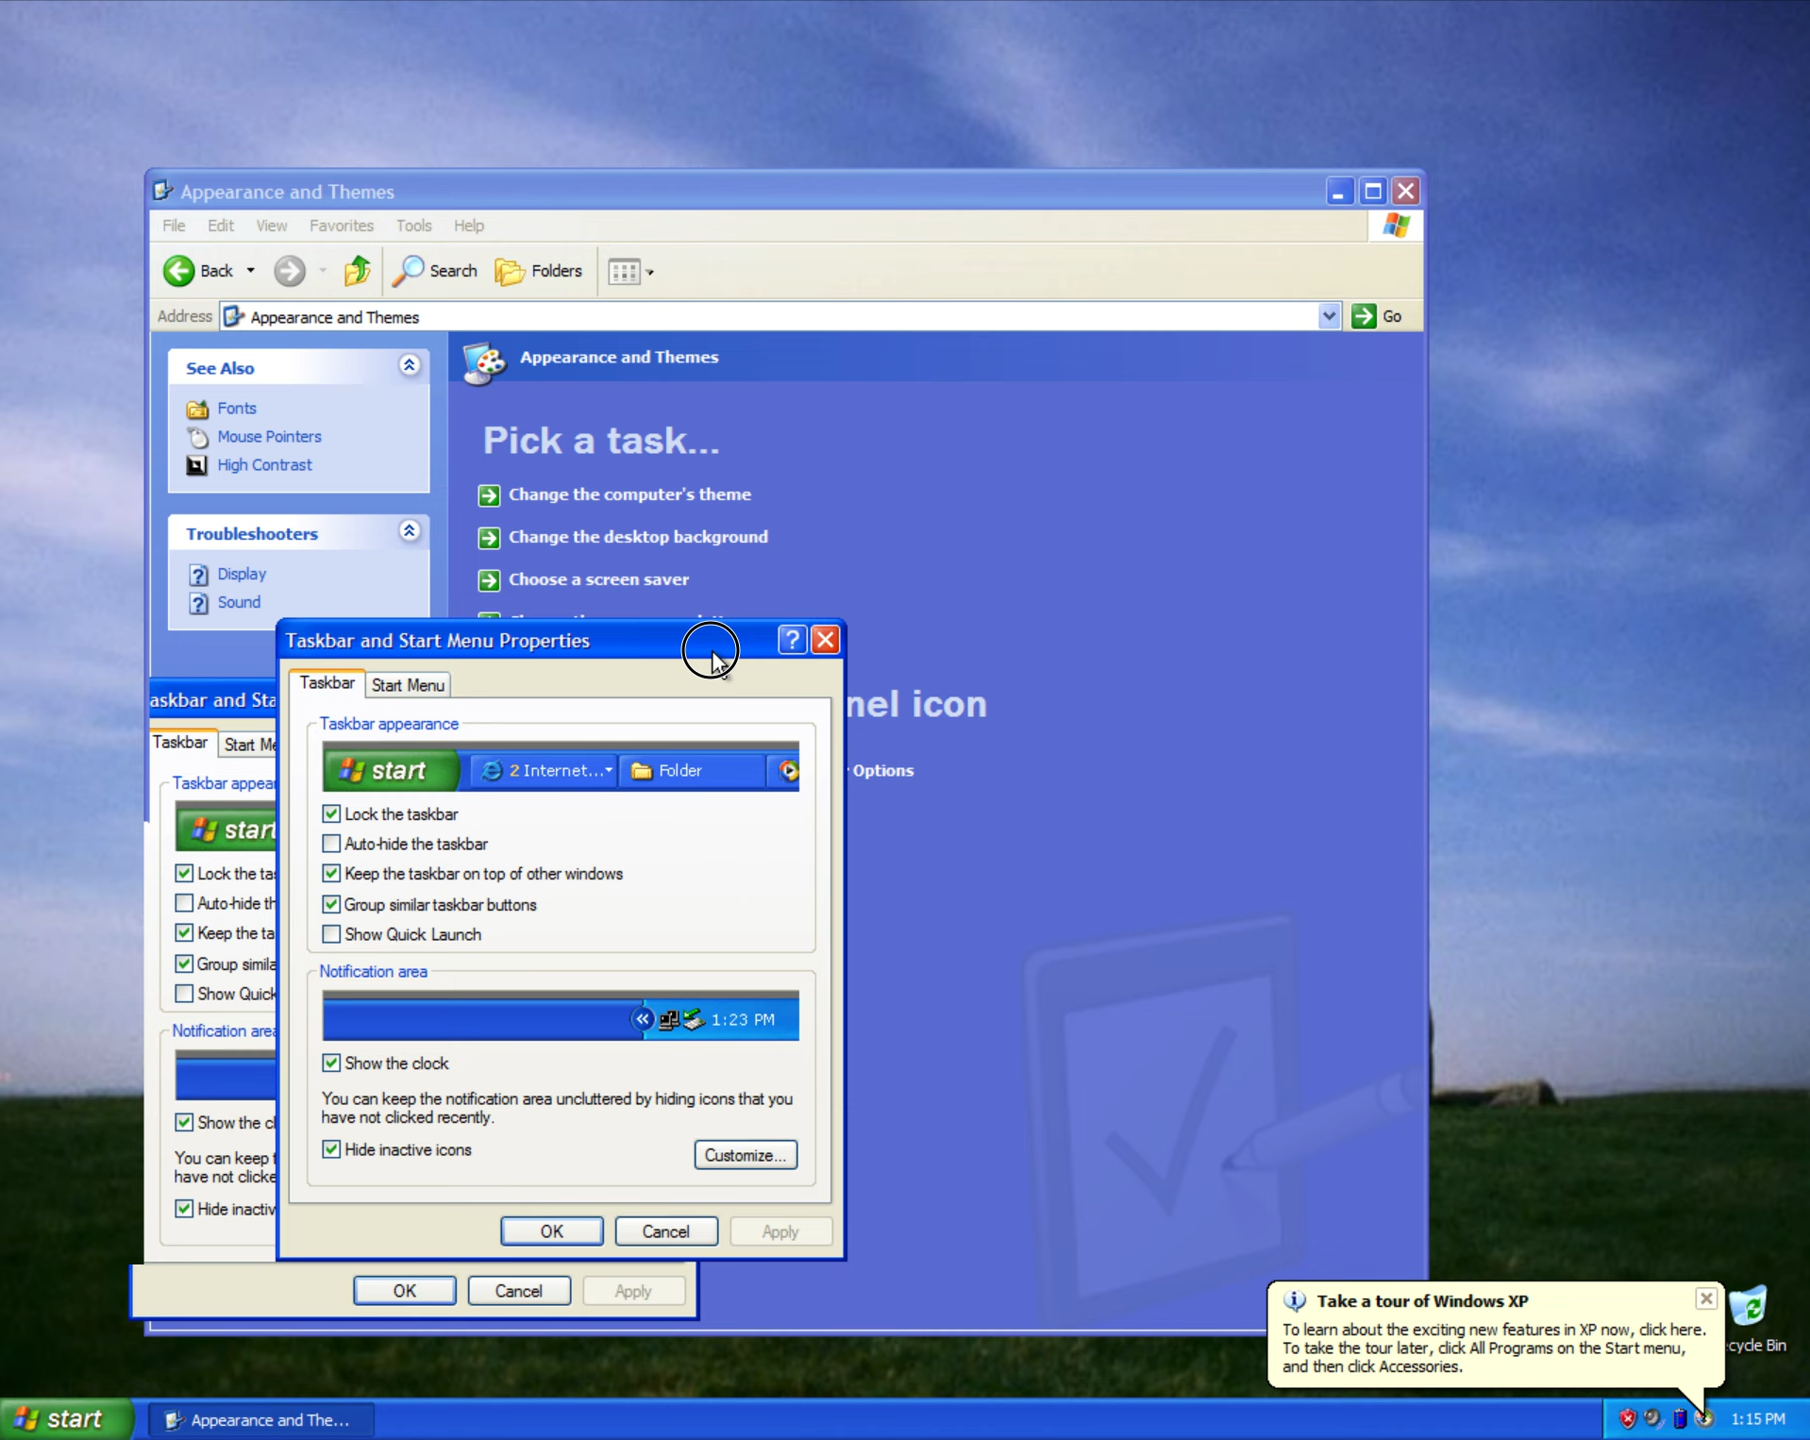 Appearance and Themes
File Edit View Favorites Tools Help
Back Search Folders
Address Appearance and Themes Go
See Also
Fonts
Mouse Pointers
High Contrast
Troubleshooters
Display
Sound
Appearance and Themes
Pick a task...
Change the computer's theme
Change the desktop background
Choose a screen saver
nel icon
Options
Taskbar and Start Menu Properties
Taskbar Start Menu
Taskbar appearance
start 2 Internet... Folder
Lock the taskbar
Auto-hide the taskbar
Keep the taskbar on top of other windows
Group similar taskbar buttons
Show Quick Launch
Notification area
1:23 PM
Show the clock
You can keep the notification area uncluttered by hiding icons that you
have not clicked recently.
Hide inactive icons Customize...
OK Cancel Apply
askbar and Sta
Taskbar Start Me
Taskbar appear
start
Lock the tas
Auto-hide th
Keep the ta
Group simila
Show Quick
Notification area
Show the cl
You can keep t
have not clicke
Hide inactiv
OK Cancel Apply
Take a tour of Windows XP
To learn about the exciting new features in XP now, click here.
To take the tour later, click All Programs on the Start menu,
and then click Accessories.
ecycle Bin
start Appearance and The... 1:15 PM